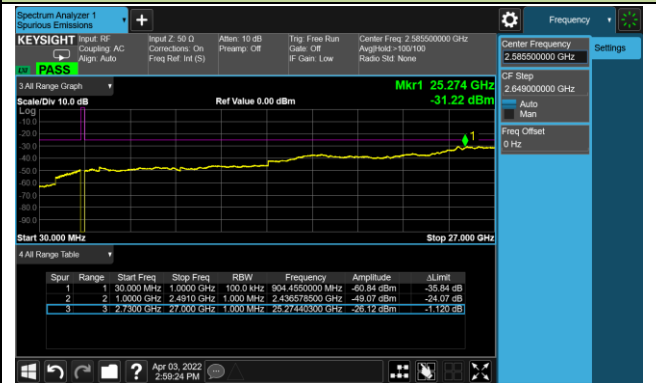 Spectrum Analyzer 1
Spurious Emissions
Frequency
KEYSIGHT
Input: RF
Coupling: AC
Align: Auto
Input Z: 50 Ω
Corrections: On
Freq Ref: Int (S)
Atten: 10 dB
Preamp: Off
Trig: Free Run
Gate: Off
IF Gain: Low
Center Freq: 2.585500000 GHz
Avg|Hold:>100/100
Radio Std: None
PASS
Center Frequency
2.585500000 GHz
Settings
CF Step
2.649000000 GHz
Auto
Man
Freq Offset
0 Hz
3 All Range Graph
Mkr1 25.274 GHz
Scale/Div 10.0 dB
Ref Value 0.00 dBm
-31.22 dBm
Log
-10.0
-20.0
-30.0
-40.0
-50.0
-60.0
-70.0
-80.0
-90.0
1
Start 30.000 MHz
Stop 27.000 GHz
4 All Range Table
Spur Range Start Freq Stop Freq RBW Frequency Amplitude ΔLimit
1 1 30.000 MHz 1.0000 GHz 100.0 kHz 904.4550000 MHz -60.84 dBm -35.84 dB
2 2 1.0000 GHz 2.4910 GHz 1.000 MHz 2.436578500 GHz -49.07 dBm -24.07 dB
3 3 2.7300 GHz 27.000 GHz 1.000 MHz 25.27440300 GHz -26.12 dBm -1.120 dB
?
Apr 03, 2022
2:59:24 PM